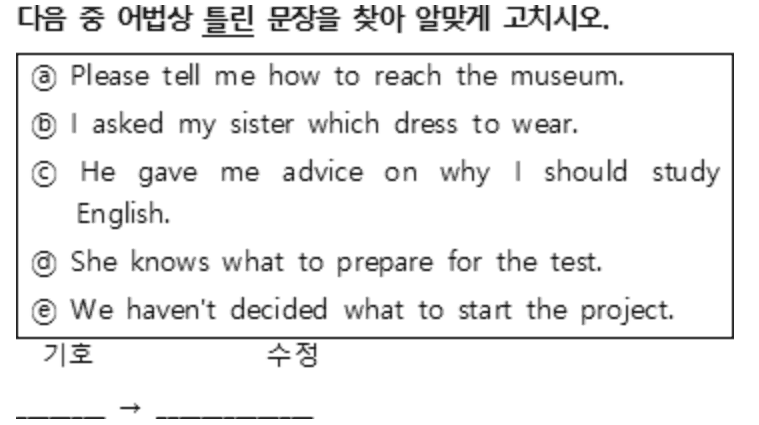 다음 중 어법상 틀린 문장을 찾아 알맞게 고치시오.
ⓐ Please tell me how to reach the museum.
ⓑ I asked my sister which dress to wear.
ⓒ He gave me advice on why I should study
English.
ⓓ She knows what to prepare for the test.
ⓔ We haven't decided what to start the project.
기호 수정
________ → ______________